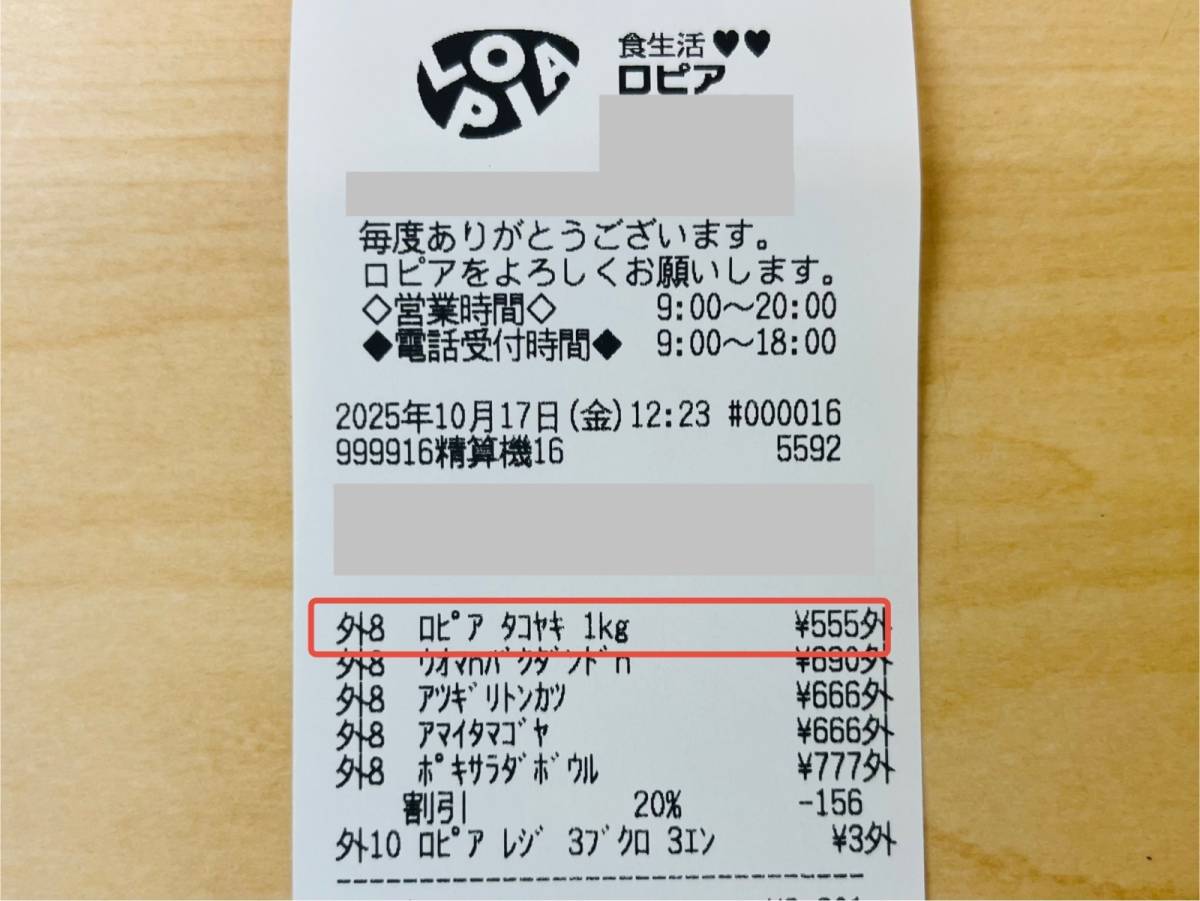 LOPIA
食生活♥♥
ロピア
毎度ありがとうございます。
ロピアをよろしくお願いします。
◇営業時間◇ 9:00～20:00
◆電話受付時間◆ 9:00～18:00
2025年10月17日(金)12:23 #000016
999916精算機16 5592
外8 ﾛﾋﾟｱ ﾀｺﾔｷ 1kg ¥555外
外8 ¥690外
外8 ｱﾂｷﾞﾘﾄﾝｶﾂ ¥666外
外8 ｱﾏｲﾀﾏｺﾞﾔ ¥666外
外8 ﾎﾟｷｻﾗﾀﾞﾎﾞｳﾙ ¥777外
割引 20% -156
外10 ﾛﾋﾟｱ ﾚｼﾞ 3ﾌﾞｸﾛ 3ｴﾝ ¥3外